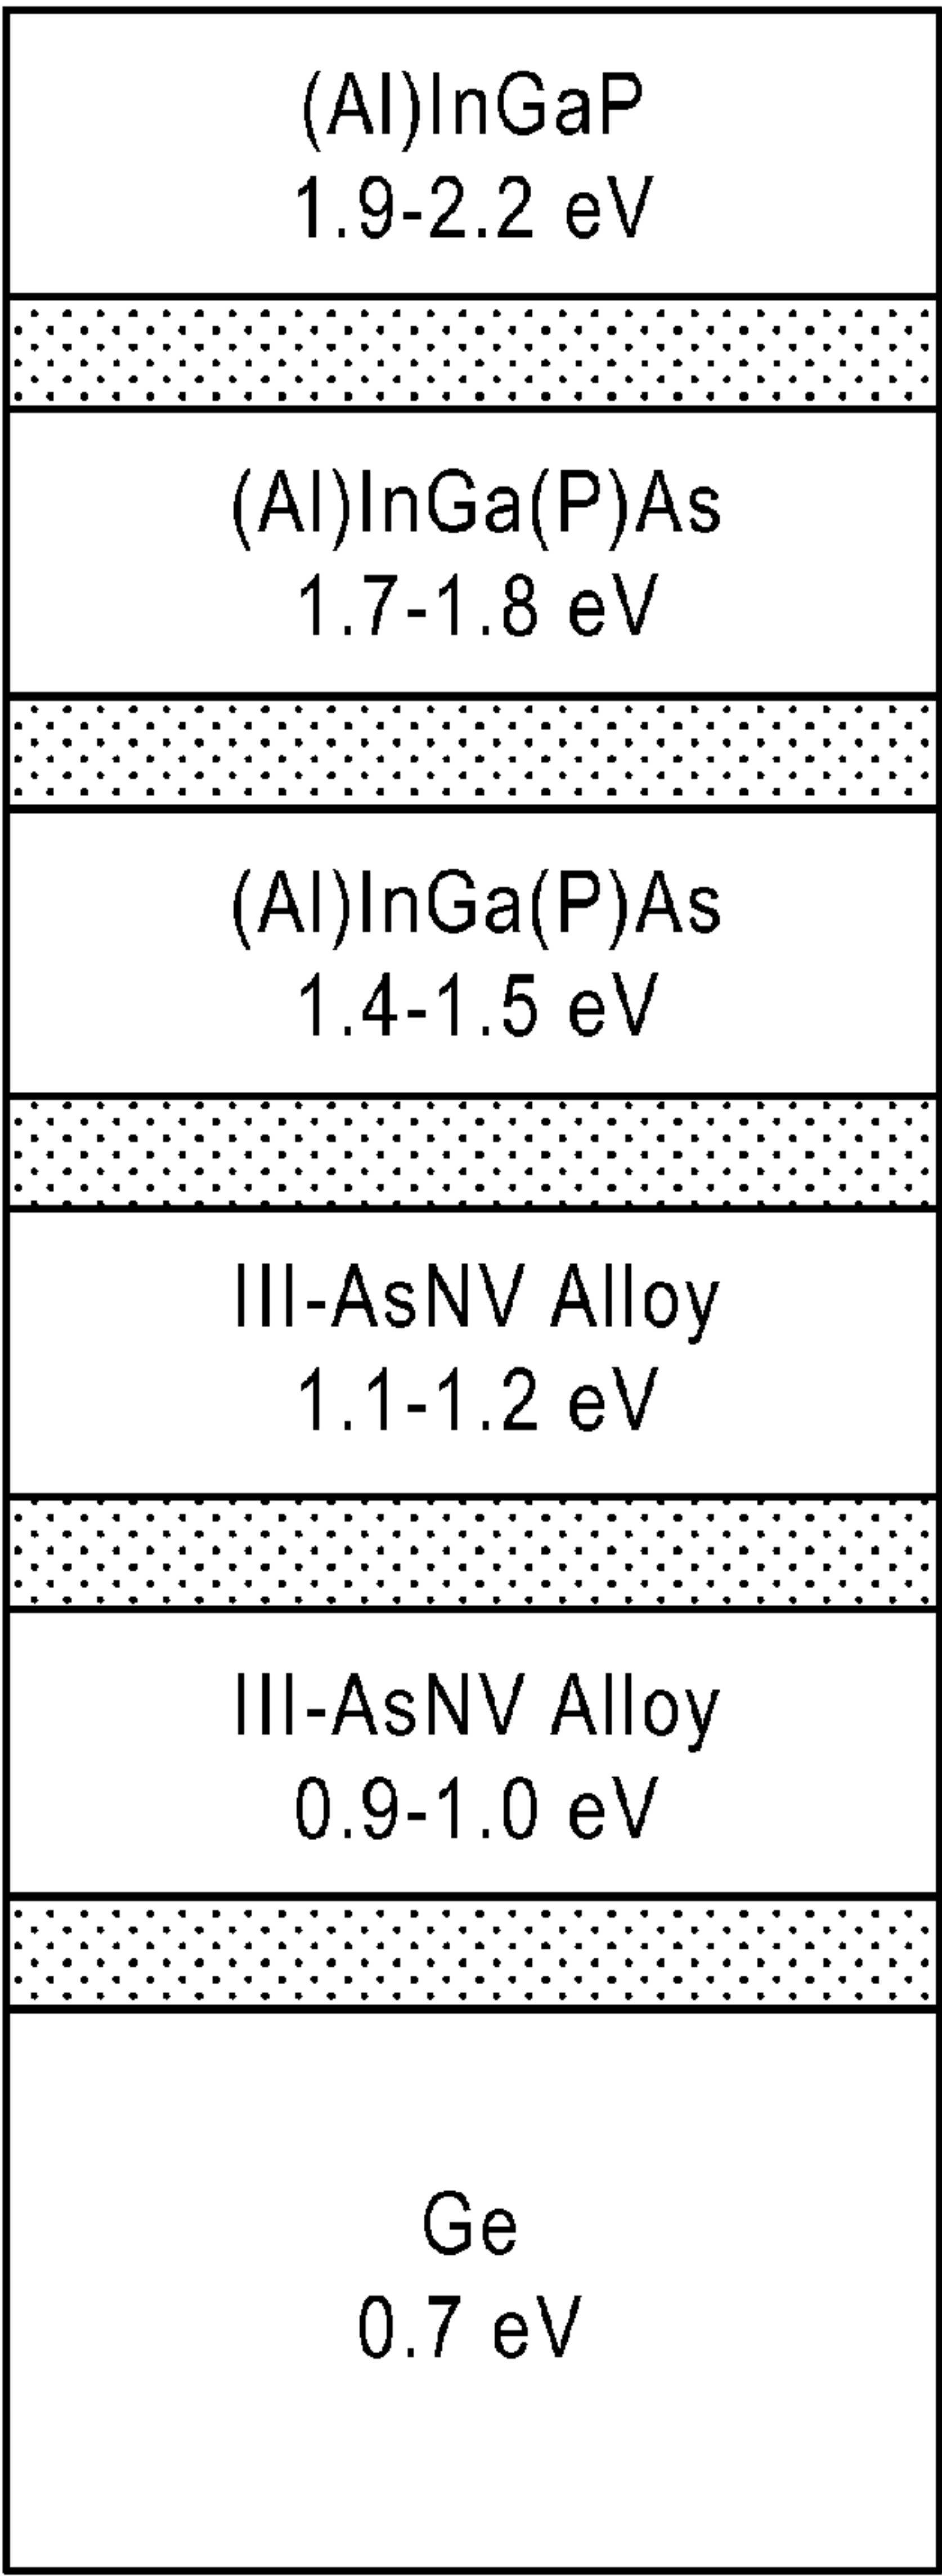 (Al)InGaP
1.9-2.2 eV
(Al)InGa(P)As
1.7-1.8 eV
(Al)InGa(P)As
1.4-1.5 eV
III-AsNV Alloy
1.1-1.2 eV
III-AsNV Alloy
0.9-1.0 eV
Ge
0.7 eV